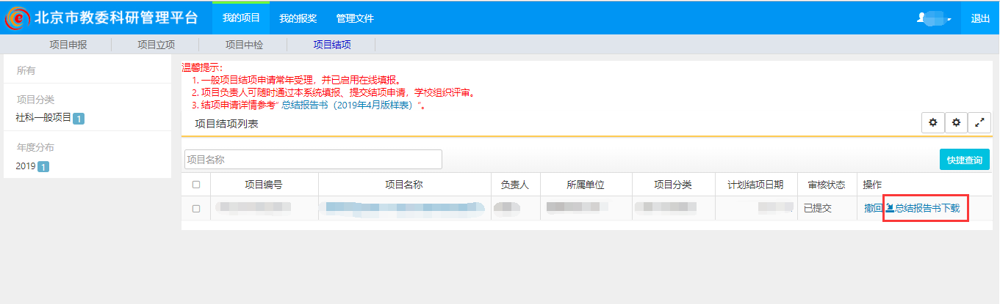 北京市教委科研管理平台
我的项目 我的报奖 管理文件 退出
项目申报 项目立项 项目中检 项目结项
所有
项目分类
社科一般项目 1
年度分布
2019 1
温馨提示：
1. 一般项目结项申请常年受理，并已启用在线填报。
2. 项目负责人可随时通过本系统填报、提交结项申请，学校组织评审。
3. 结项申请详情参考" 总结报告书（2019年4月版样表）"。
项目结项列表
项目名称 快捷查询
项目编号 项目名称 负责人 所属单位 项目分类 计划结项日期 审核状态 操作
已提交 撤回 总结报告书下载